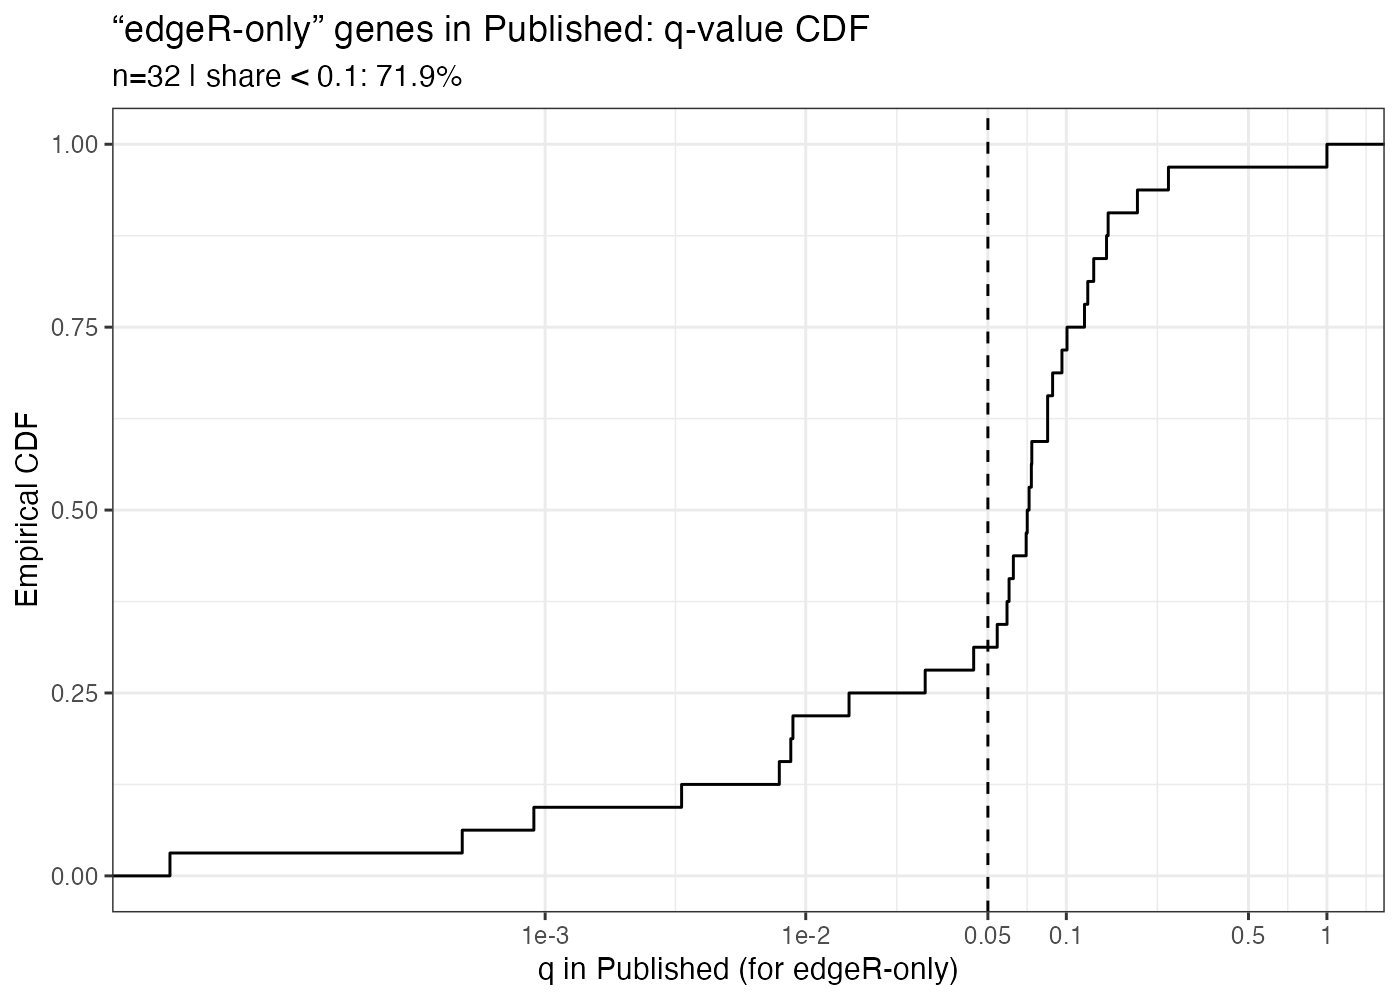 “edgeR-only” genes in Published: q-value CDF
n=32 | share < 0.1: 71.9%
Empirical CDF
1.00
0.75
0.50
0.25
0.00
1e-3 1e-2 0.05 0.1 0.5 1
q in Published (for edgeR-only)